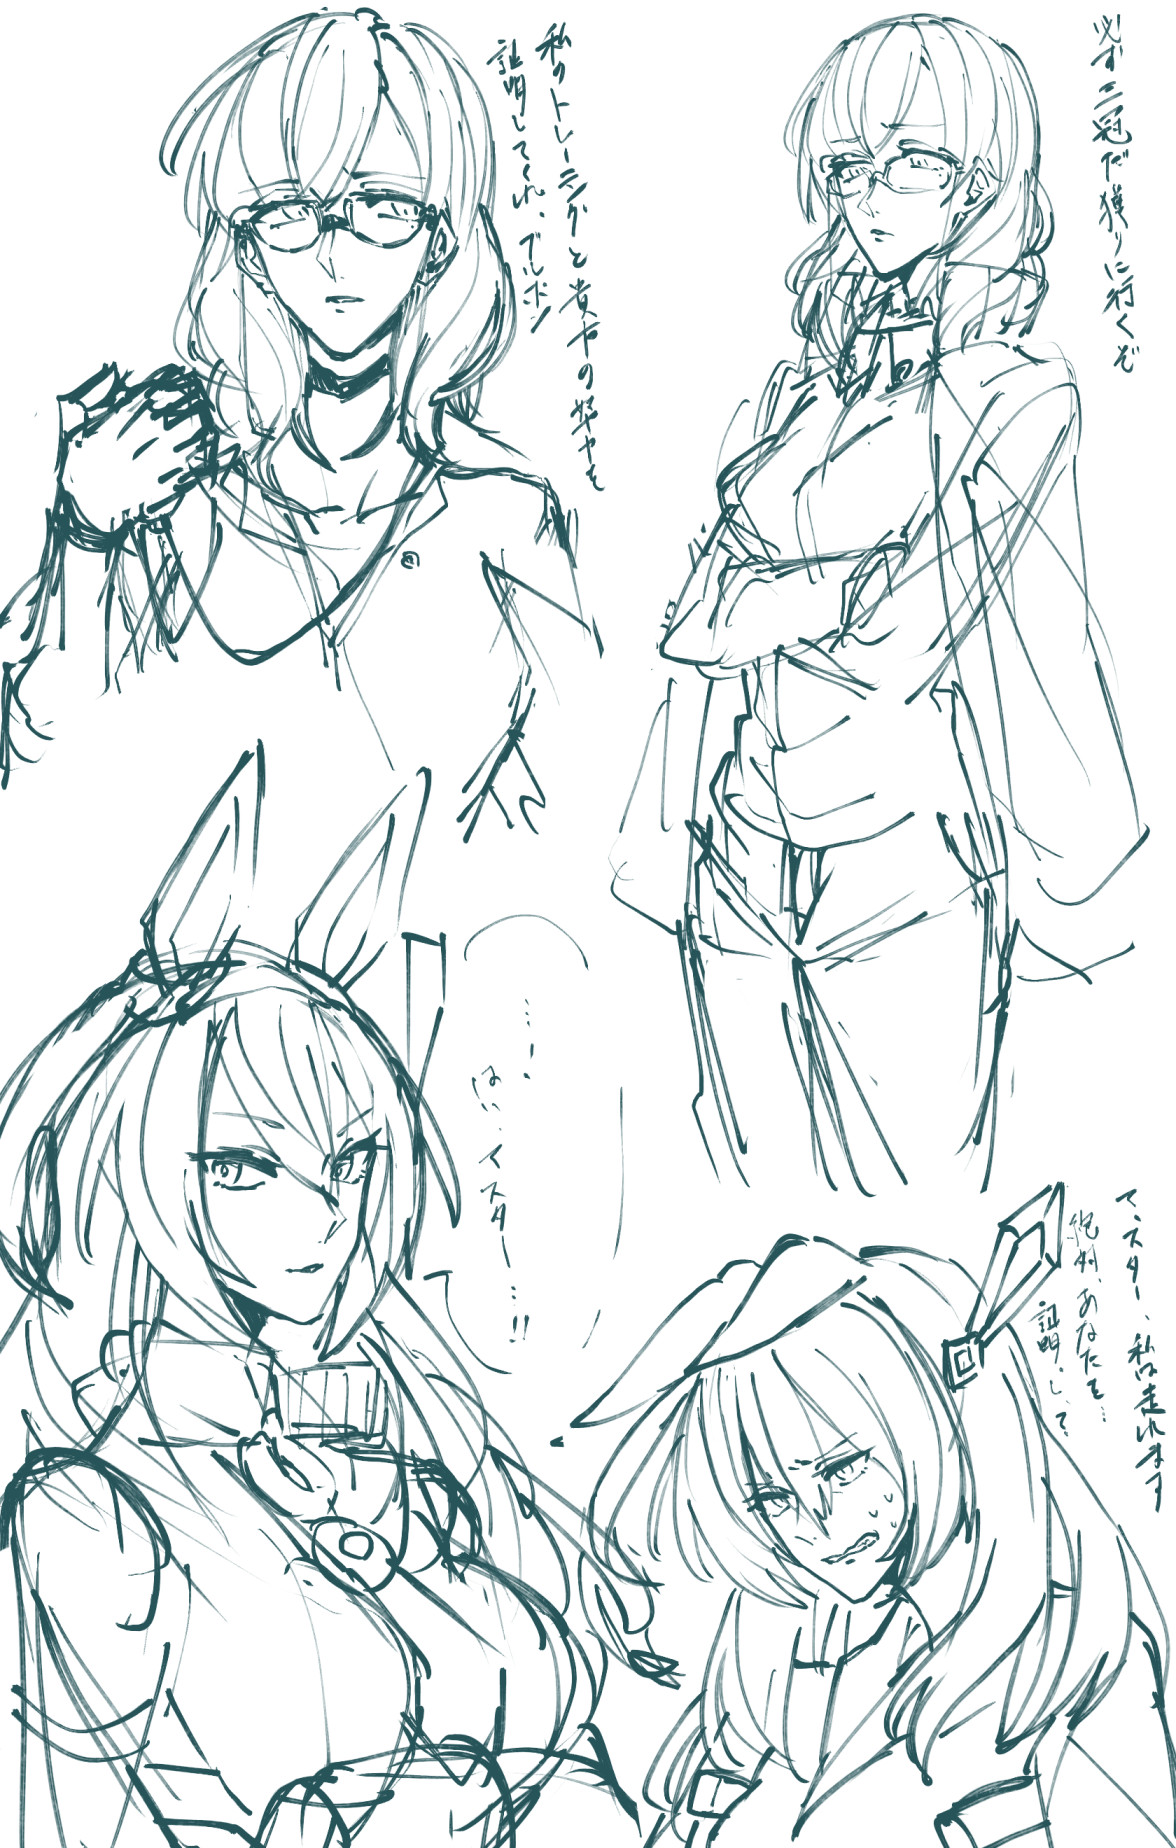 必ず三冠だ獲りに行くぞ
私のトレーニングと貴女の好女を
証明してくれ、ブルボン
……
はい、マスター…!!
マ、スター、私は走れます
絶対、あなたを…
証明、し、て